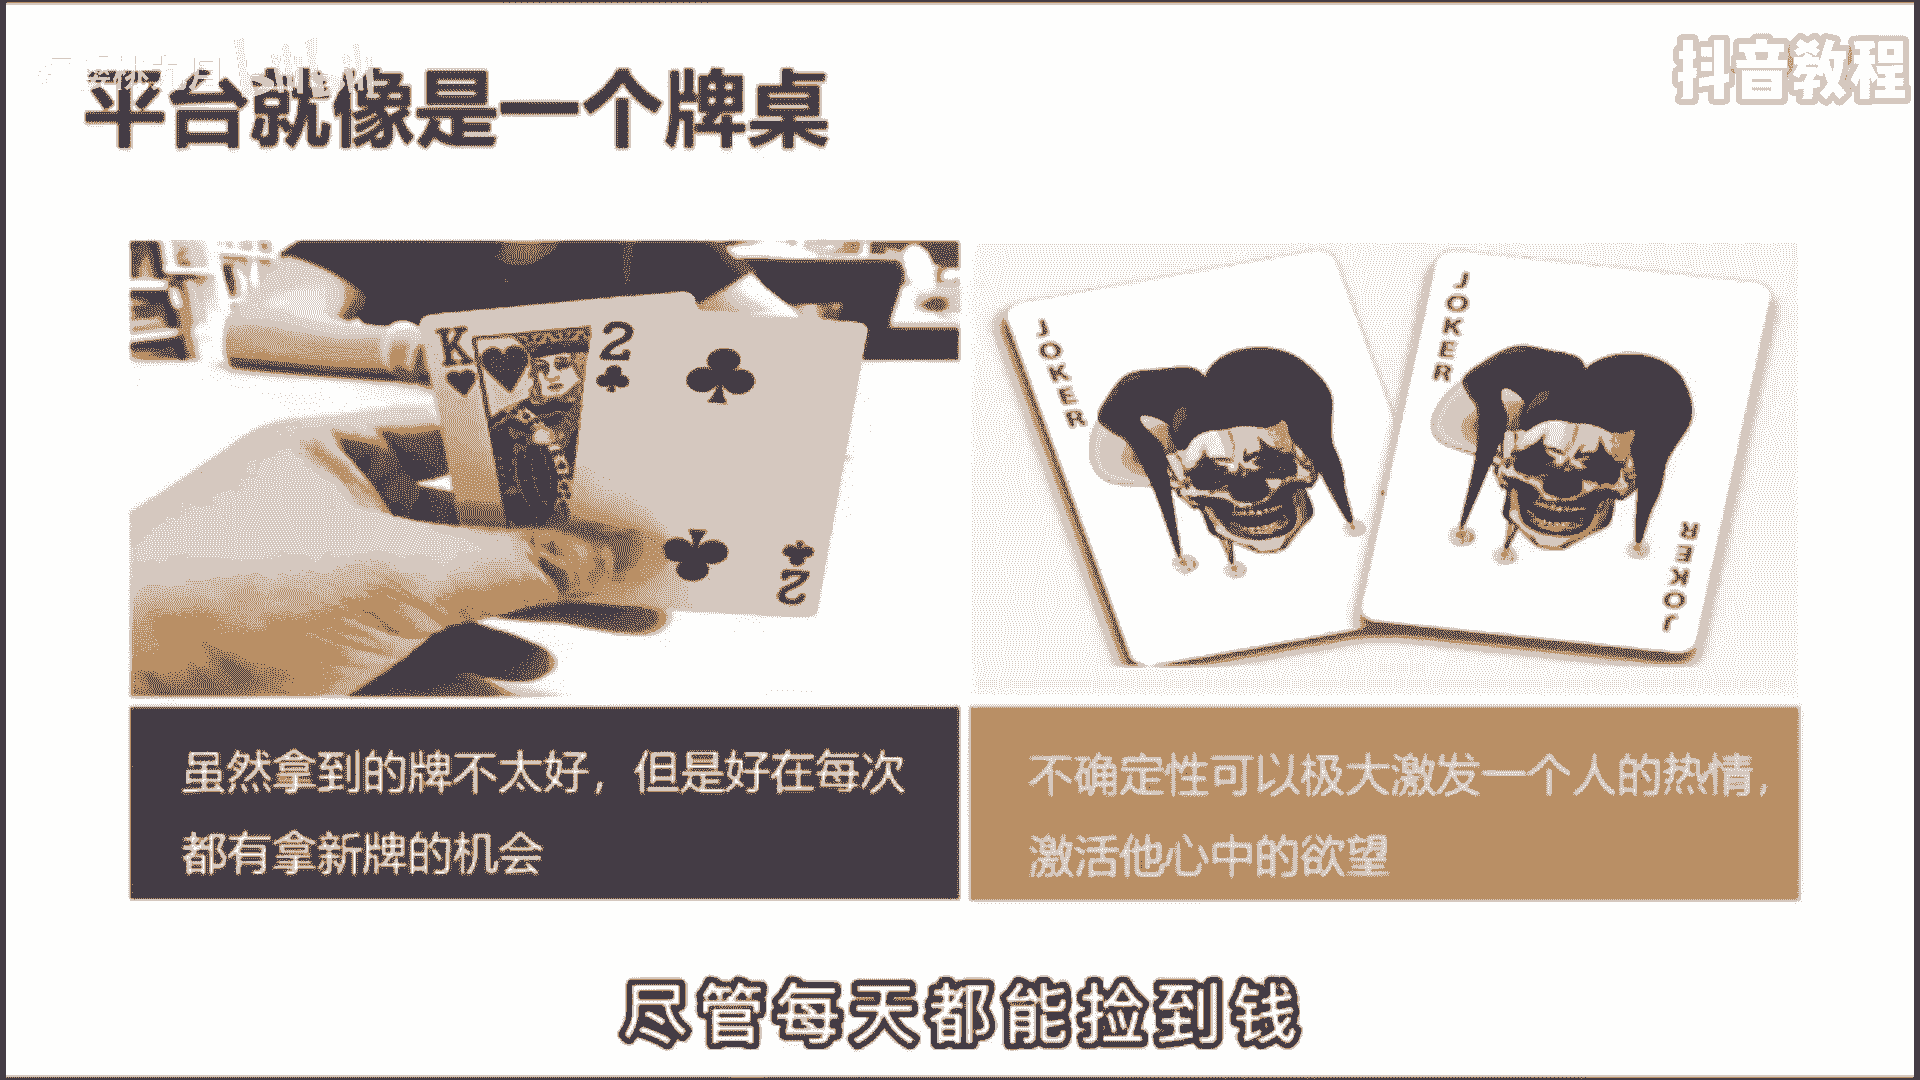 抖音教程
平台就像是一个牌桌
K
2
2
JOKER
JOKER
JOKER
虽然拿到的牌不太好，但是好在每次
都有拿新牌的机会
不确定性可以极大激发一个人的热情，
激活他心中的欲望
尽管每天都能捡到钱